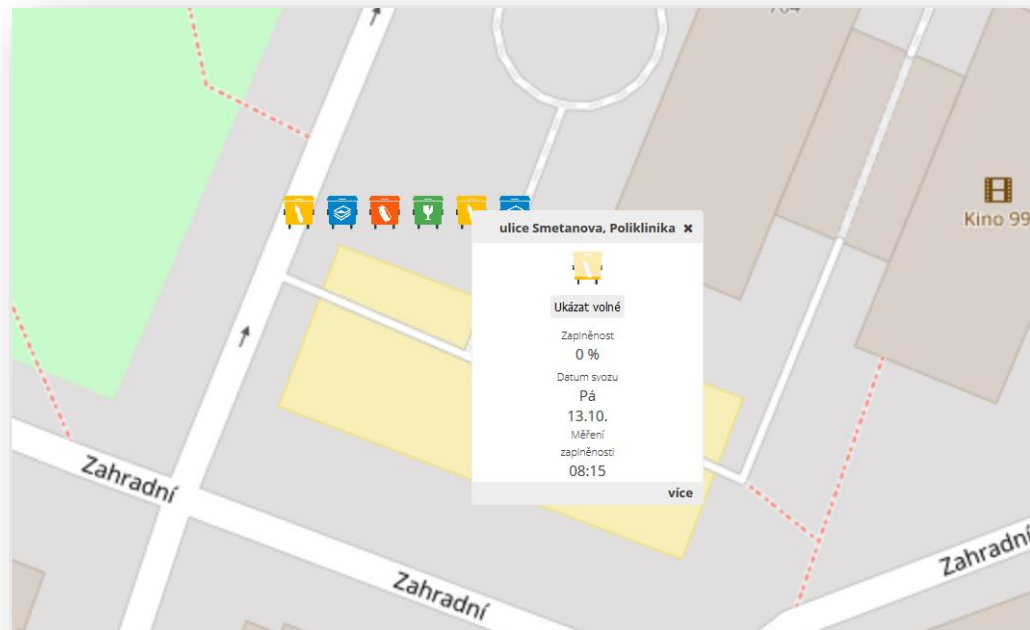 Kino 99
ulice Smetanova, Poliklinika ×
Ukázat volné
Zaplněnost
0 %
Datum svozu
Pá
13.10.
Měření
zaplněnosti
08:15
více
Zahradní
Zahradní
Zahradní